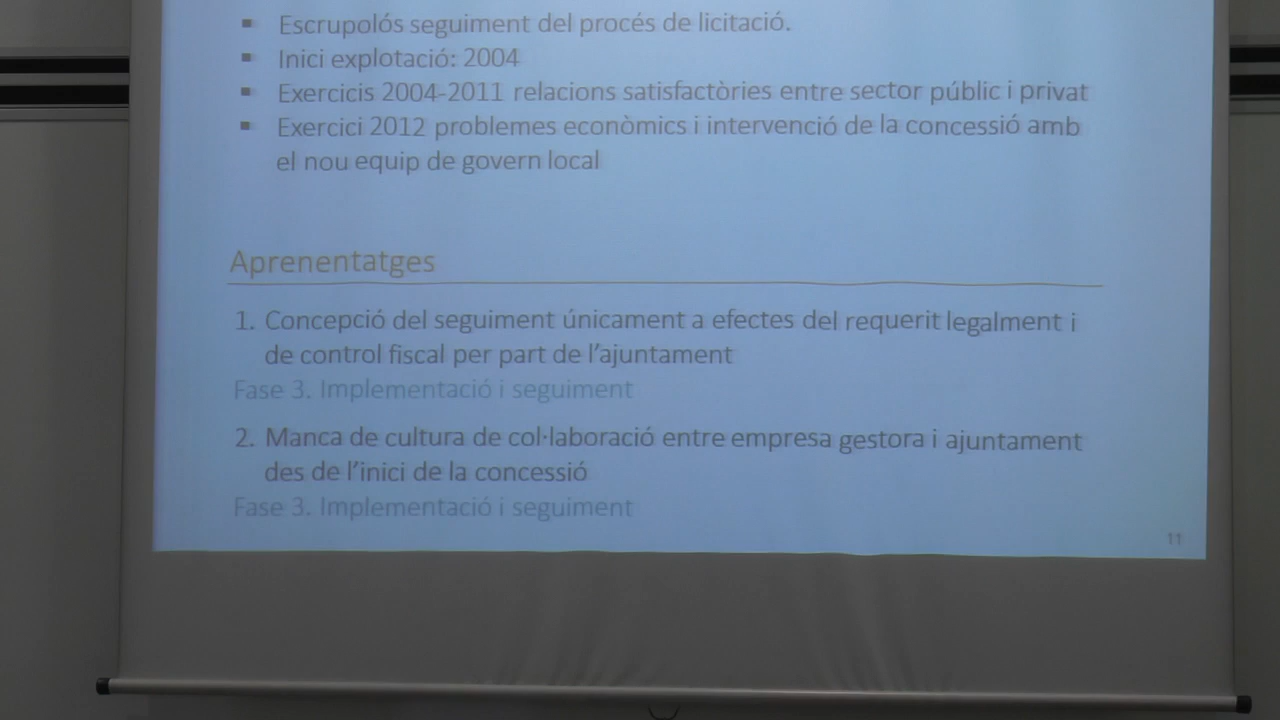 ▪ Escrupolós seguiment del procés de licitació.
▪ Inici explotació: 2004
▪ Exercicis 2004-2011 relacions satisfactòries entre sector públic i privat
▪ Exercici 2012 problemes econòmics i intervenció de la concessió amb
el nou equip de govern local
Aprenentatges
1. Concepció del seguiment únicament a efectes del requerit legalment i
de control fiscal per part de l'ajuntament
Fase 3. Implementació i seguiment
2. Manca de cultura de col·laboració entre empresa gestora i ajuntament
des de l'inici de la concessió
Fase 3. Implementació i seguiment
11